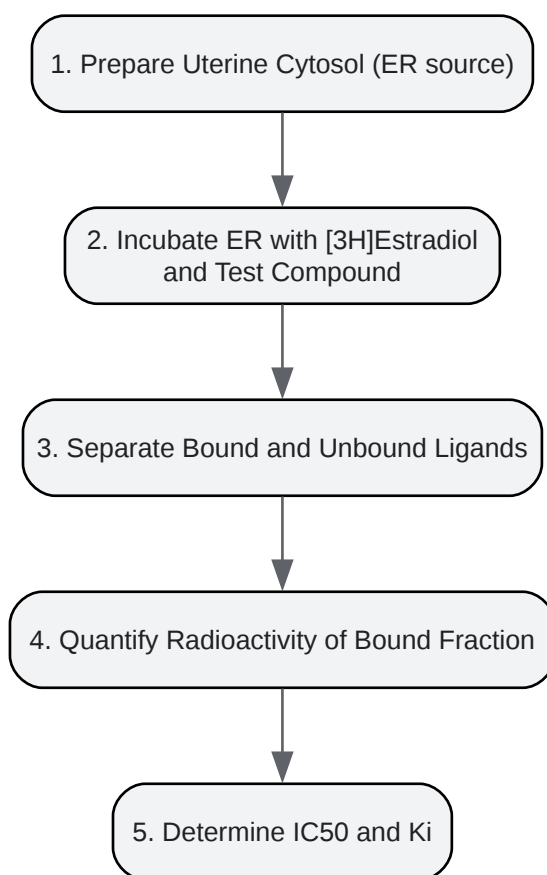 1. Prepare Uterine Cytosol (ER source)
2. Incubate ER with [3H]Estradiol
and Test Compound
3. Separate Bound and Unbound Ligands
4. Quantify Radioactivity of Bound Fraction
5. Determine IC50 and Ki